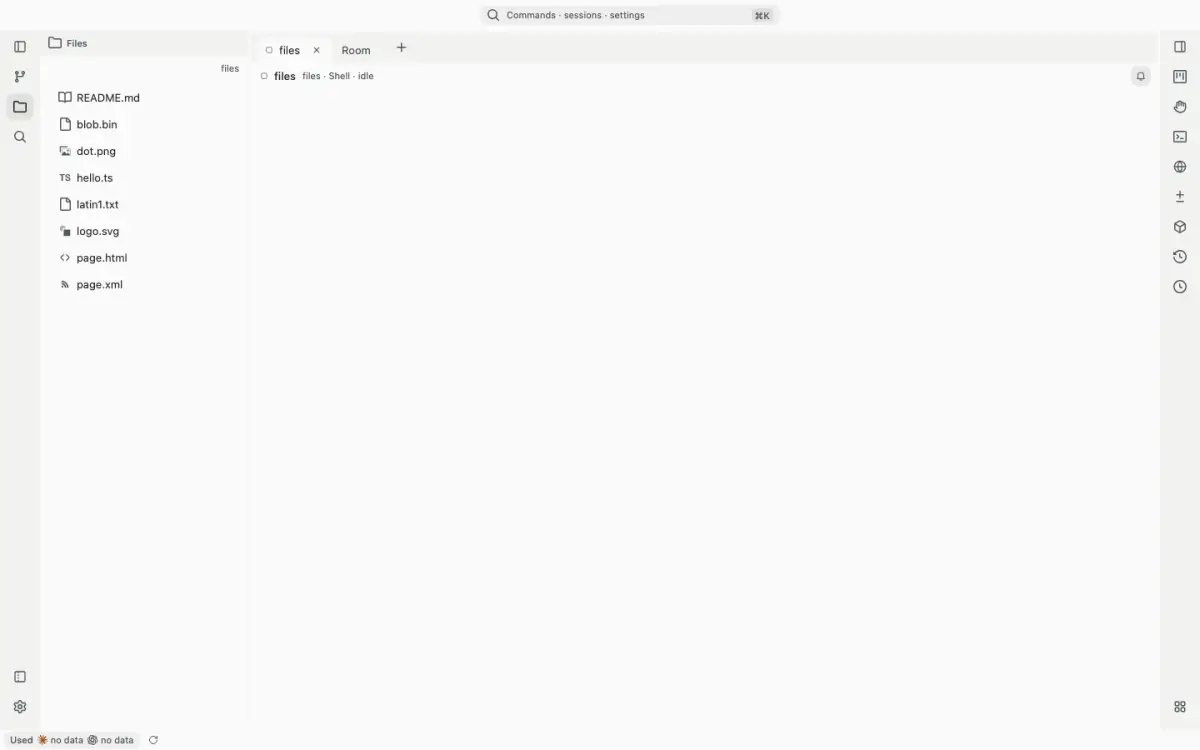 Commands · sessions · settings ⌘K
Files
files
README.md
blob.bin
dot.png
TS hello.ts
latin1.txt
logo.svg
page.html
page.xml
files × Room +
files files · Shell · idle
Used no data no data